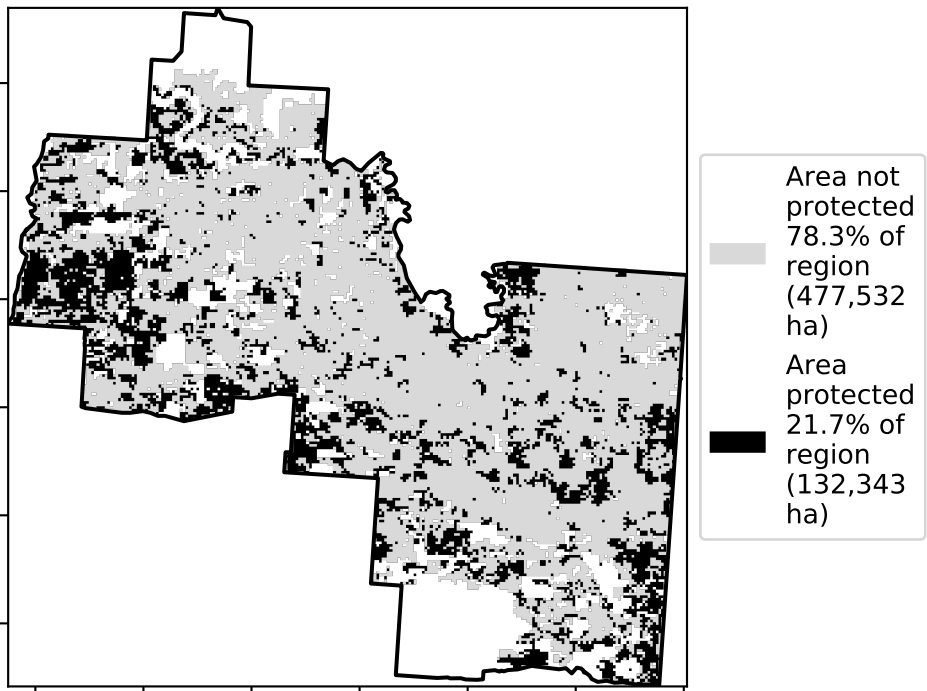 Area not
protected
78.3% of
region
(477,532
ha)
Area
protected
21.7% of
region
(132,343
ha)